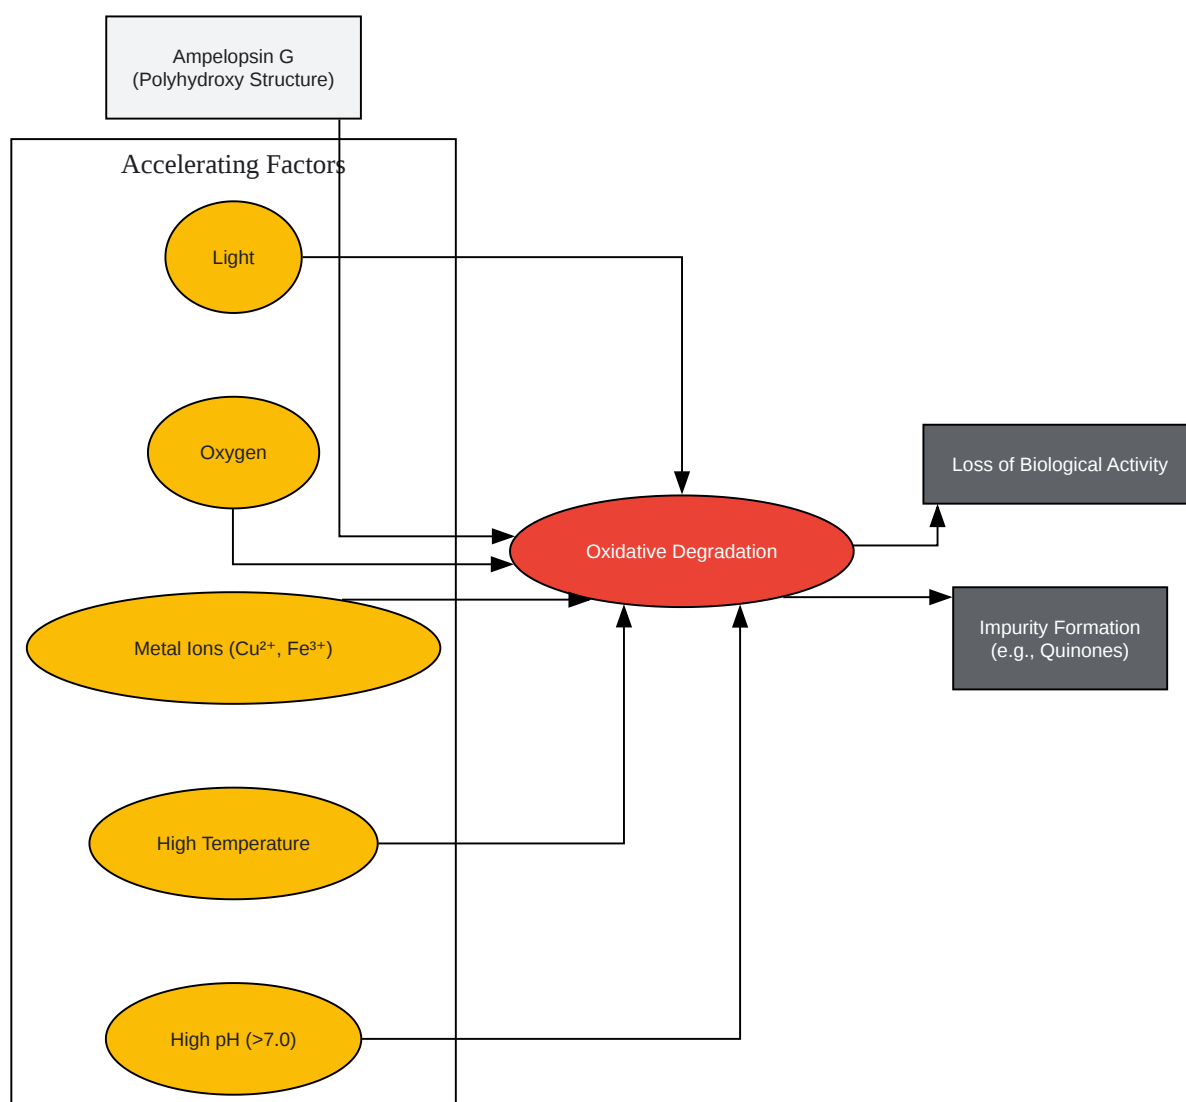 Ampelopsin G
(Polyhydroxy Structure)
Accelerating Factors
Light
Oxygen
Metal Ions (Cu²⁺, Fe³⁺)
High Temperature
High pH (>7.0)
Oxidative Degradation
Loss of Biological Activity
Impurity Formation
(e.g., Quinones)